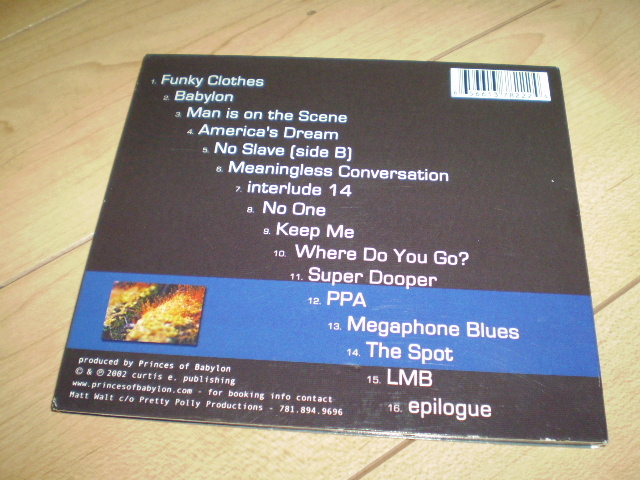 1. Funky Clothes
2. Babylon
3. Man is on the Scene
4. America's Dream
5. No Slave (side B)
6. Meaningless Conversation
7. interlude 14
8. No One
9. Keep Me
10. Where Do You Go?
11. Super Dooper
12. PPA
13. Megaphone Blues
14. The Spot
15. LMB
16. epilogue
produced by Princes of Babylon
© & ℗ 2002 curtis e. publishing
www.princesofbabylon.com - for booking info contact
Matt Walt c/o Pretty Polly Productions - 781.894.9696